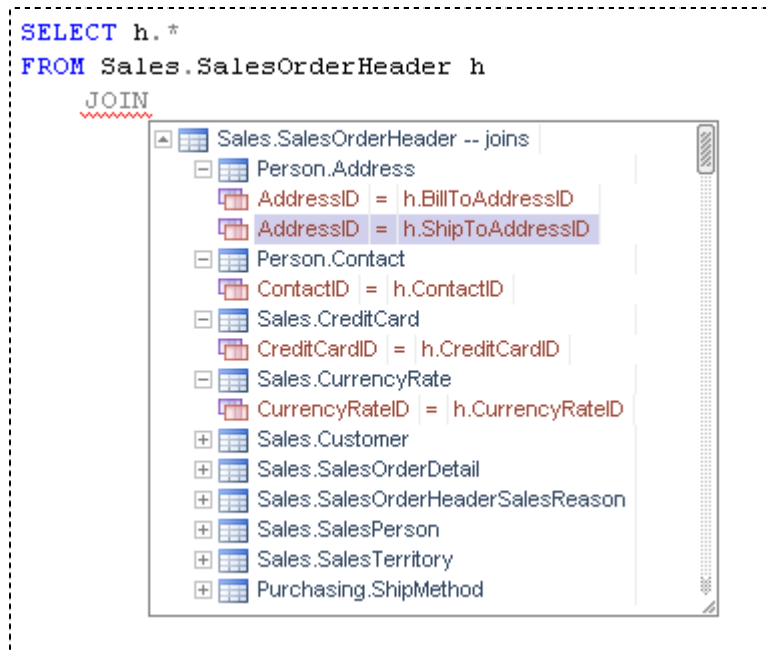 SELECT h.*
FROM Sales.SalesOrderHeader h
JOIN
Sales.SalesOrderHeader -- joins
Person.Address
AddressID = h.BillToAddressID
AddressID = h.ShipToAddressID
Person.Contact
ContactID = h.ContactID
Sales.CreditCard
CreditCardID = h.CreditCardID
Sales.CurrencyRate
CurrencyRateID = h.CurrencyRateID
Sales.Customer
Sales.SalesOrderDetail
Sales.SalesOrderHeaderSalesReason
Sales.SalesPerson
Sales.SalesTerritory
Purchasing.ShipMethod